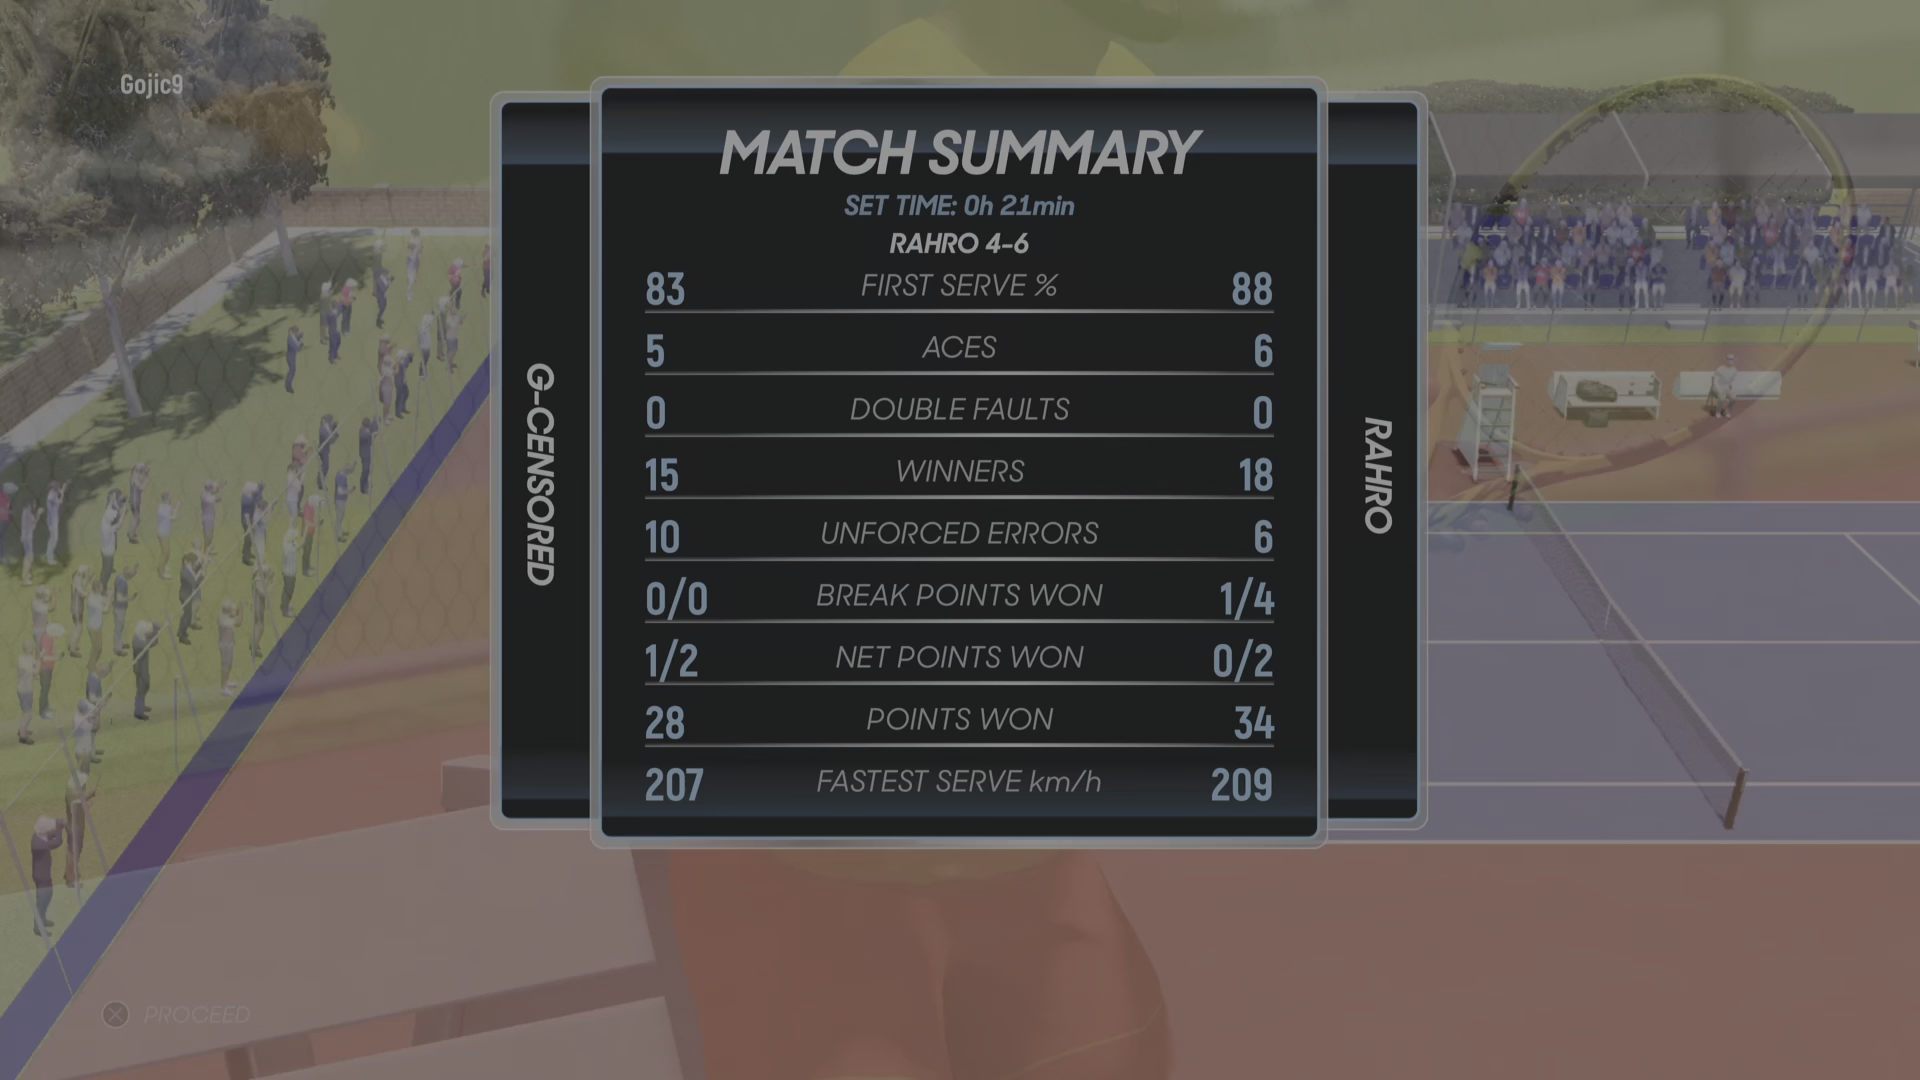 Gojic9
MATCH SUMMARY
SET TIME: 0h 21min
RAHRO 4-6
G-CENSORED
RAHRO
83 FIRST SERVE % 88
5 ACES 6
0 DOUBLE FAULTS 0
15 WINNERS 18
10 UNFORCED ERRORS 6
0/0 BREAK POINTS WON 1/4
1/2 NET POINTS WON 0/2
28 POINTS WON 34
207 FASTEST SERVE km/h 209
PROCEED